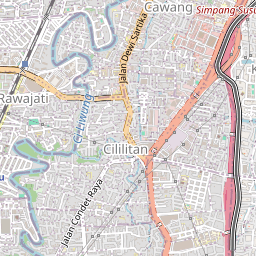 Cawang
Simpang Susu
Jalan Dewi Sartika
Rawajati
Ciliwung
Cililitan
Jalan Condet Raya